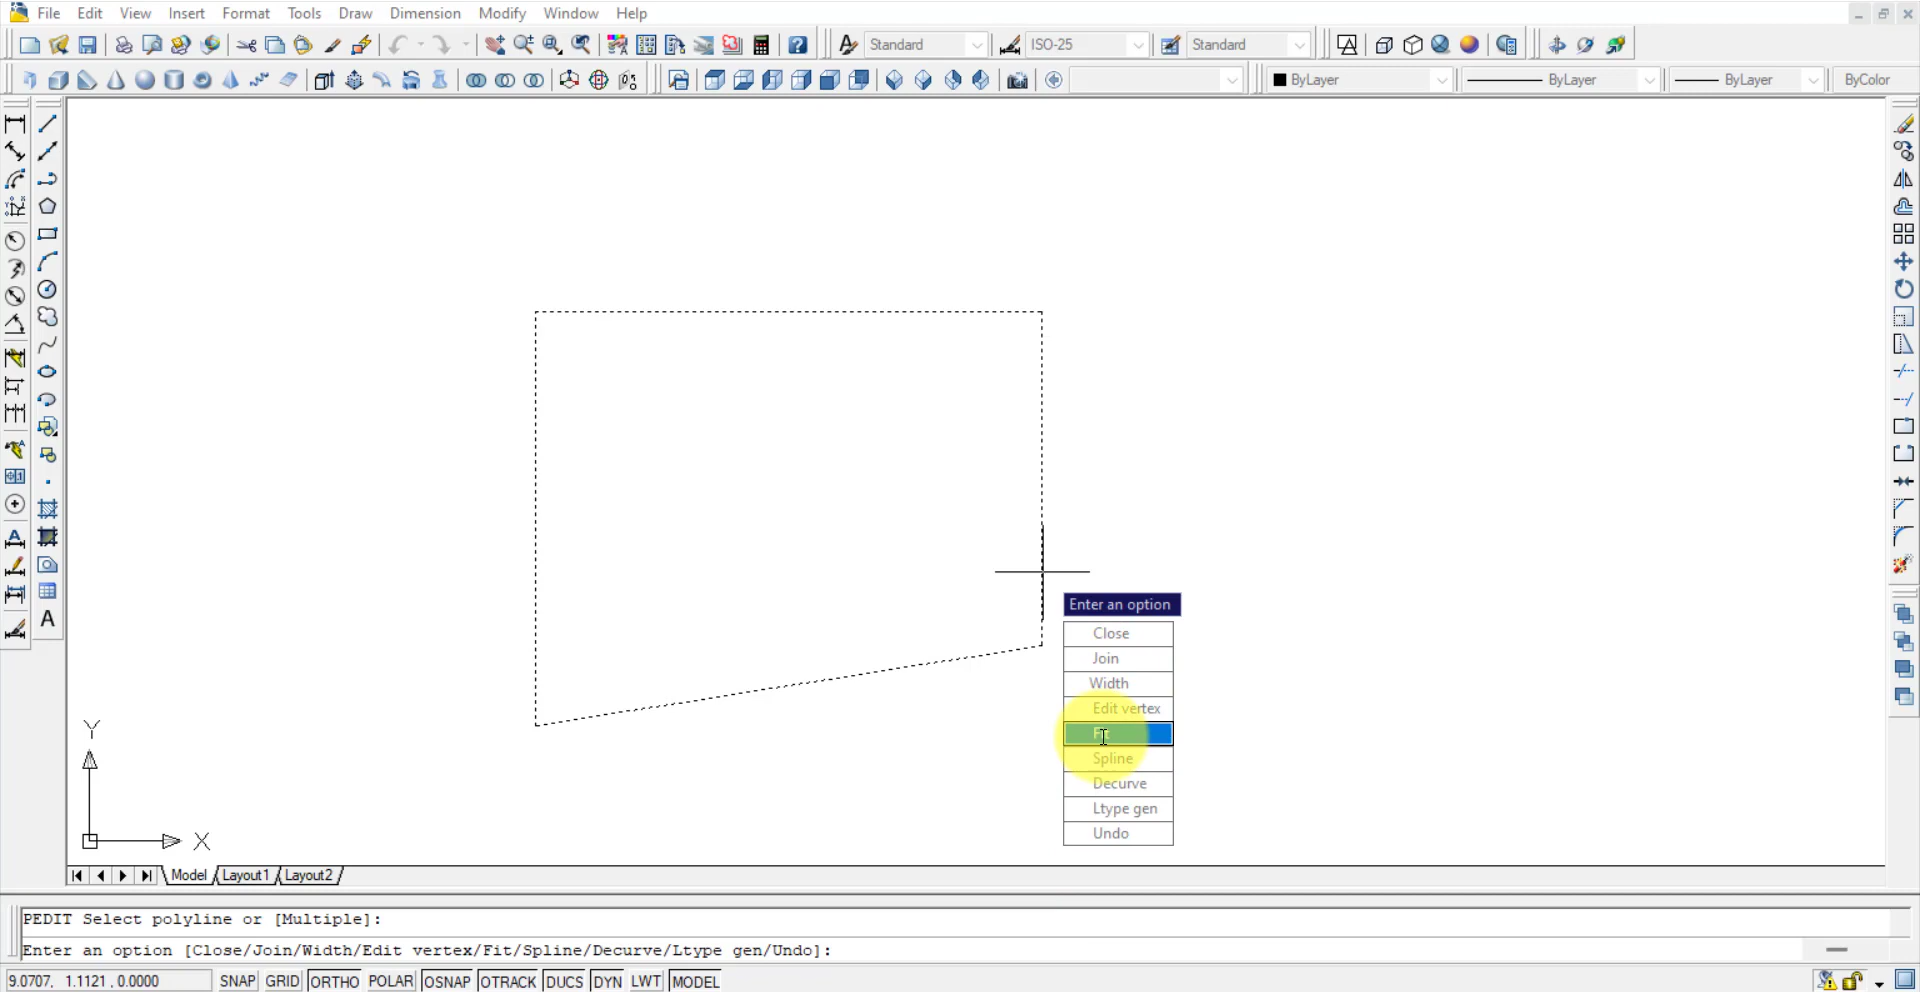 File Edit View Insert Format Tools Draw Dimension Modify Window Help
Standard ISO-25 Standard
ByLayer ByLayer ByLayer ByColor
Enter an option
Close
Join
Width
Edit vertex
Fit
Spline
Decurve
Ltype gen
Undo
Y
X
Model Layout1 Layout2
PEDIT Select polyline or [Multiple]:
Enter an option [Close/Join/Width/Edit vertex/Fit/Spline/Decurve/Ltype gen/Undo]:
9.0707, 1.1121 , 0.0000 SNAP GRID ORTHO POLAR OSNAP OTRACK DUCS DYN LWT MODEL